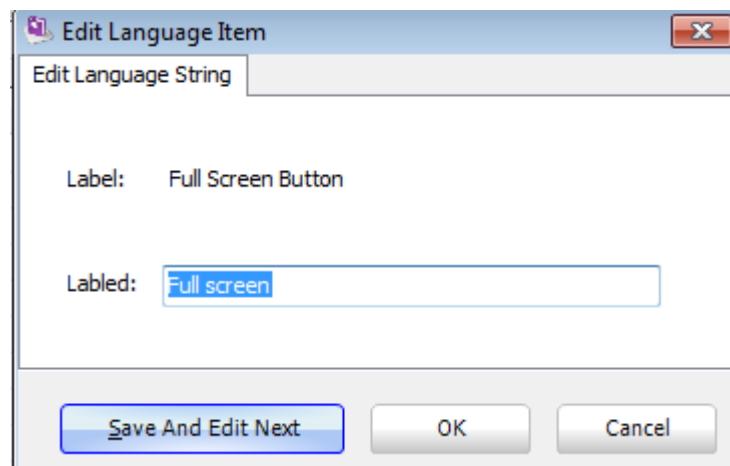 Edit Language Item
Edit Language String
Label: Full Screen Button
Labled: Full screen
Save And Edit Next OK Cancel